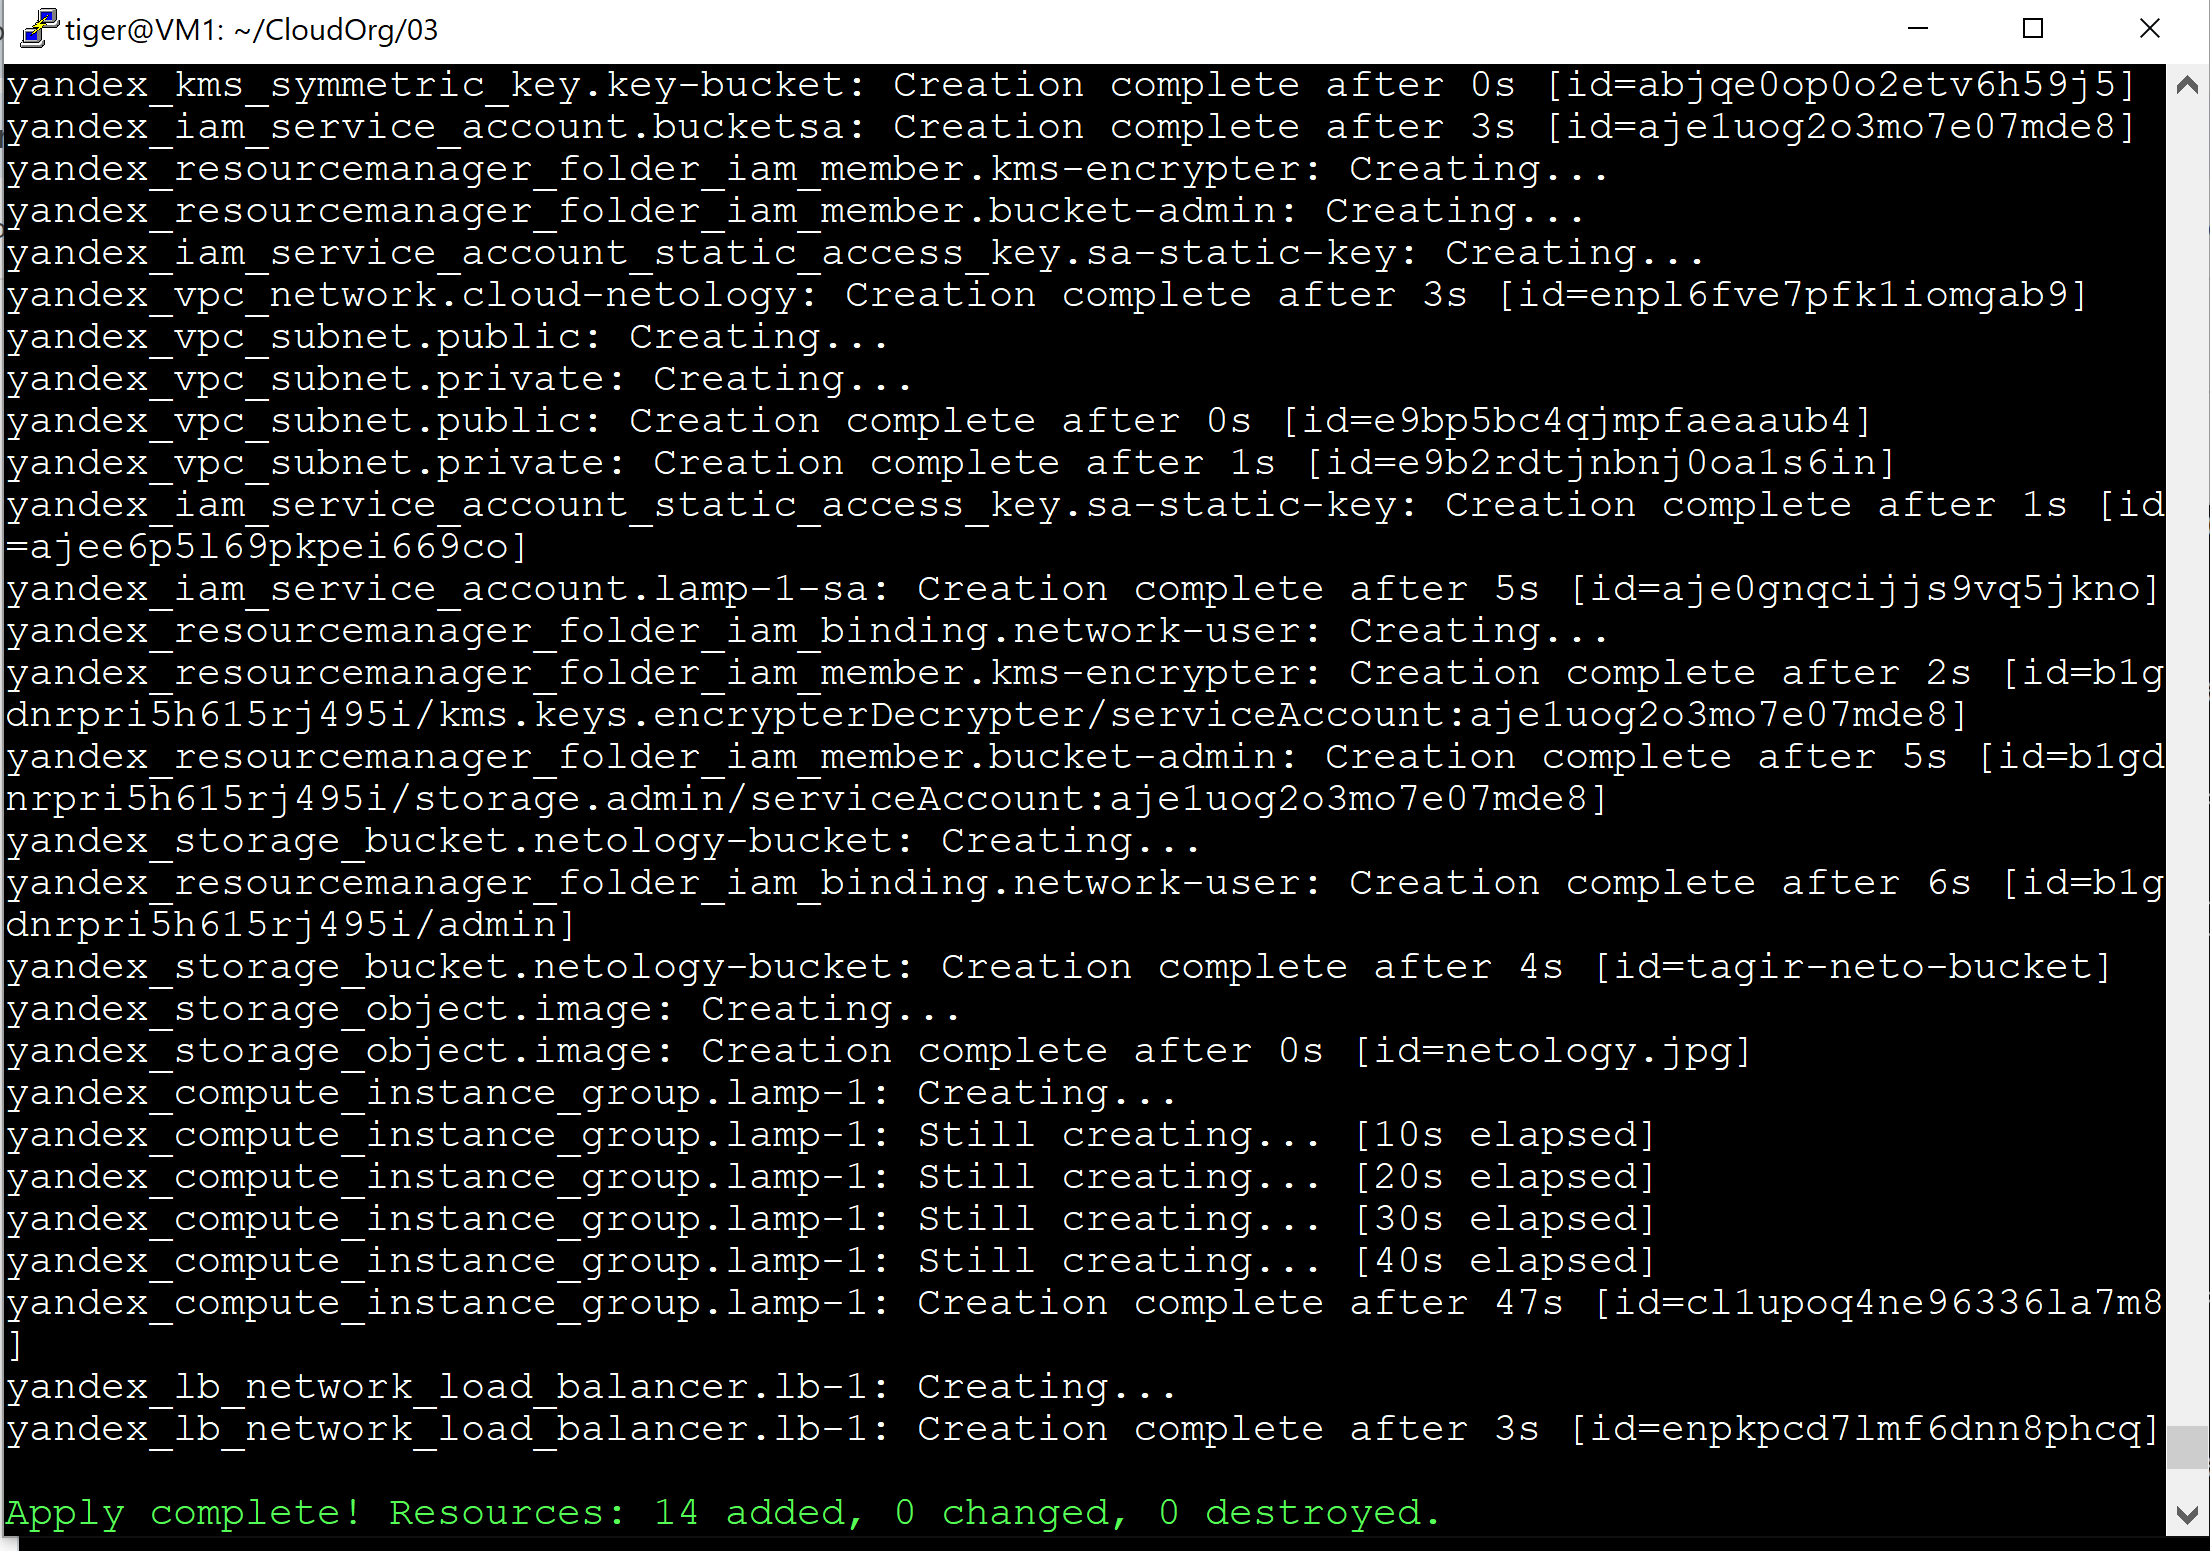 tiger@VM1: ~/CloudOrg/03
yandex_kms_symmetric_key.key-bucket: Creation complete after 0s [id=abjqe0op0o2etv6h59j5]
yandex_iam_service_account.bucketsa: Creation complete after 3s [id=aje1uog2o3mo7e07mde8]
yandex_resourcemanager_folder_iam_member.kms-encrypter: Creating...
yandex_resourcemanager_folder_iam_member.bucket-admin: Creating...
yandex_iam_service_account_static_access_key.sa-static-key: Creating...
yandex_vpc_network.cloud-netology: Creation complete after 3s [id=enpl6fve7pfk1iomgab9]
yandex_vpc_subnet.public: Creating...
yandex_vpc_subnet.private: Creating...
yandex_vpc_subnet.public: Creation complete after 0s [id=e9bp5bc4qjmpfaeaaub4]
yandex_vpc_subnet.private: Creation complete after 1s [id=e9b2rdtjnbnj0oa1s6in]
yandex_iam_service_account_static_access_key.sa-static-key: Creation complete after 1s [id
=ajee6p5l69pkpei669co]
yandex_iam_service_account.lamp-1-sa: Creation complete after 5s [id=aje0gnqcijjs9vq5jkno]
yandex_resourcemanager_folder_iam_binding.network-user: Creating...
yandex_resourcemanager_folder_iam_member.kms-encrypter: Creation complete after 2s [id=b1g
dnrpri5h615rj495i/kms.keys.encrypterDecrypter/serviceAccount:aje1uog2o3mo7e07mde8]
yandex_resourcemanager_folder_iam_member.bucket-admin: Creation complete after 5s [id=b1gd
nrpri5h615rj495i/storage.admin/serviceAccount:aje1uog2o3mo7e07mde8]
yandex_storage_bucket.netology-bucket: Creating...
yandex_resourcemanager_folder_iam_binding.network-user: Creation complete after 6s [id=b1g
dnrpri5h615rj495i/admin]
yandex_storage_bucket.netology-bucket: Creation complete after 4s [id=tagir-neto-bucket]
yandex_storage_object.image: Creating...
yandex_storage_object.image: Creation complete after 0s [id=netology.jpg]
yandex_compute_instance_group.lamp-1: Creating...
yandex_compute_instance_group.lamp-1: Still creating... [10s elapsed]
yandex_compute_instance_group.lamp-1: Still creating... [20s elapsed]
yandex_compute_instance_group.lamp-1: Still creating... [30s elapsed]
yandex_compute_instance_group.lamp-1: Still creating... [40s elapsed]
yandex_compute_instance_group.lamp-1: Creation complete after 47s [id=cl1upoq4ne96336la7m8
]
yandex_lb_network_load_balancer.lb-1: Creating...
yandex_lb_network_load_balancer.lb-1: Creation complete after 3s [id=enpkpcd7lmf6dnn8phcq]
Apply complete! Resources: 14 added, 0 changed, 0 destroyed.